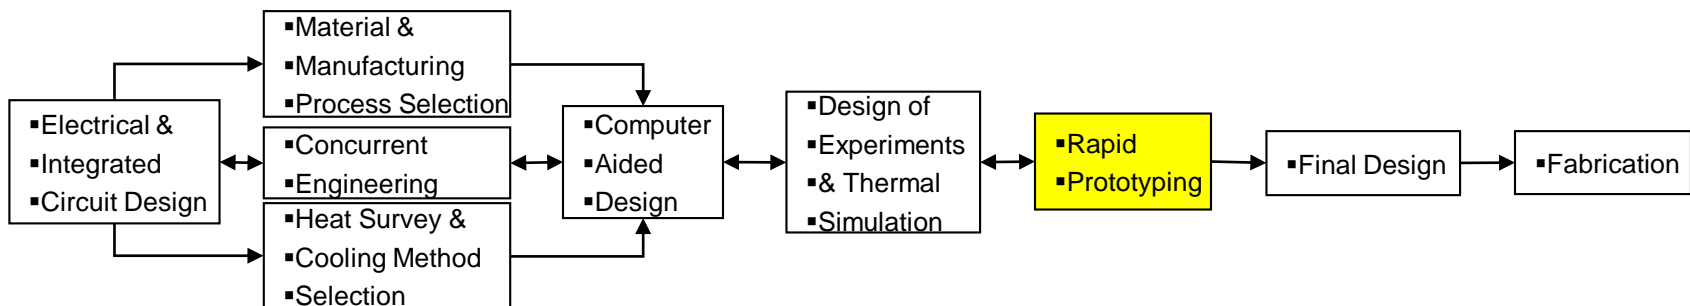 ▪Electrical &
▪Integrated
▪Circuit Design
▪Material &
▪Manufacturing
▪Process Selection
▪Concurrent
▪Engineering
▪Heat Survey &
▪Cooling Method
▪Selection
▪Computer
▪Aided
▪Design
▪Design of
▪Experiments
▪& Thermal
▪Simulation
▪Rapid
▪Prototyping
▪Final Design
▪Fabrication